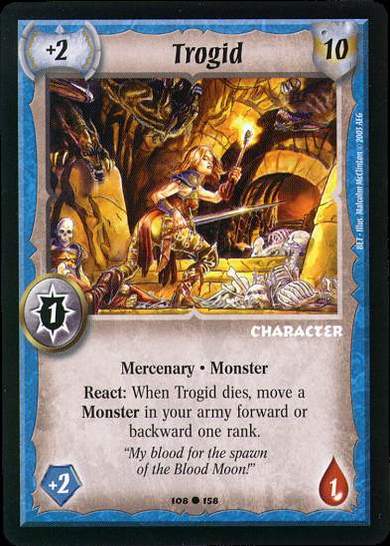 +2
Trogid
10
BEY • Illus. Malcolm McClinton © 2003 AEG
1
CHARACTER
Mercenary • Monster
React: When Trogid dies, move a
Monster in your army forward or
backward one rank.
"My blood for the spawn
of the Blood Moon!"
+2
108 ● 158
1